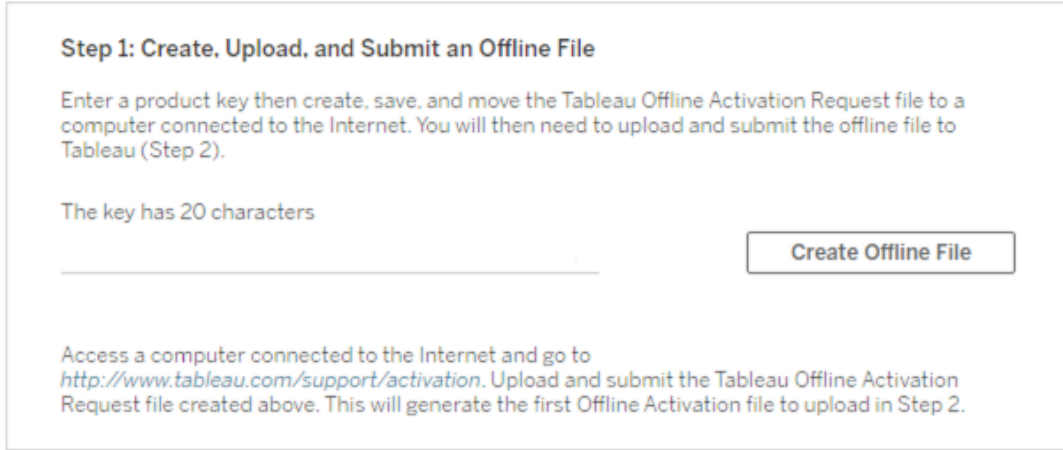 Step 1: Create, Upload, and Submit an Offline File
Enter a product key then create, save, and move the Tableau Offline Activation Request file to a
computer connected to the Internet. You will then need to upload and submit the offline file to
Tableau (Step 2).
The key has 20 characters
Create Offline File
Access a computer connected to the Internet and go to
http://www.tableau.com/support/activation. Upload and submit the Tableau Offline Activation
Request file created above. This will generate the first Offline Activation file to upload in Step 2.